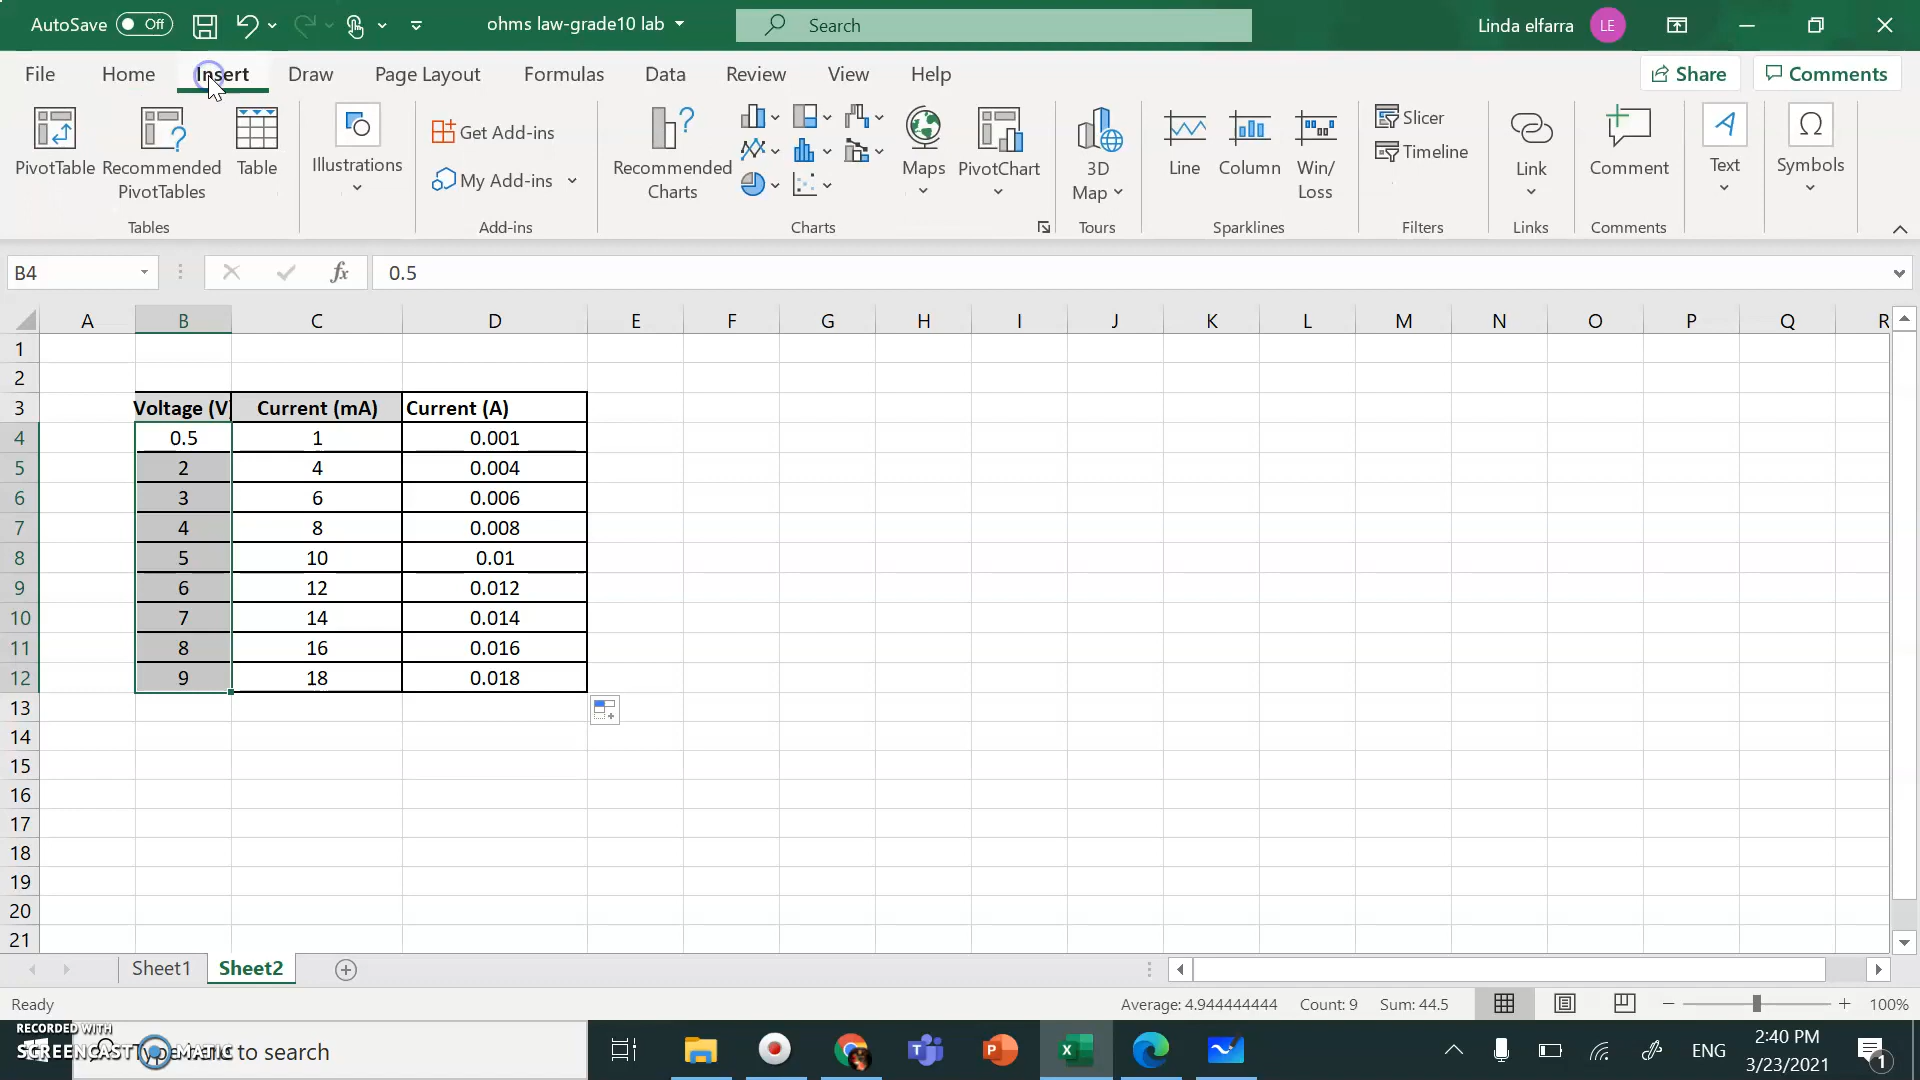 AutoSave Off
ohms law-grade10 lab
Search
Linda elfarra
LE
File Home Insert Draw Page Layout Formulas Data Review View Help
Share
Comments
PivotTable
Recommended PivotTables
Table
Illustrations
Get Add-ins
My Add-ins
Recommended Charts
Maps
PivotChart
3D Map
Line
Column
Win/ Loss
Slicer
Timeline
Link
Comment
Text
Symbols
Tables
Add-ins
Charts
Tours
Sparklines
Filters
Links
Comments
B4
fx
0.5
A B C D E F G H I J K L M N O P Q R
1
2
3 Voltage (V) Current (mA) Current (A)
4 0.5 1 0.001
5 2 4 0.004
6 3 6 0.006
7 4 8 0.008
8 5 10 0.01
9 6 12 0.012
10 7 14 0.014
11 8 16 0.016
12 9 18 0.018
13
14
15
16
17
18
19
20
21
Sheet1 Sheet2
Ready
Average: 4.944444444 Count: 9 Sum: 44.5
100%
RECORDED WITH
SCREENCAST MATIC
Type here to search
ENG
2:40 PM
3/23/2021
1